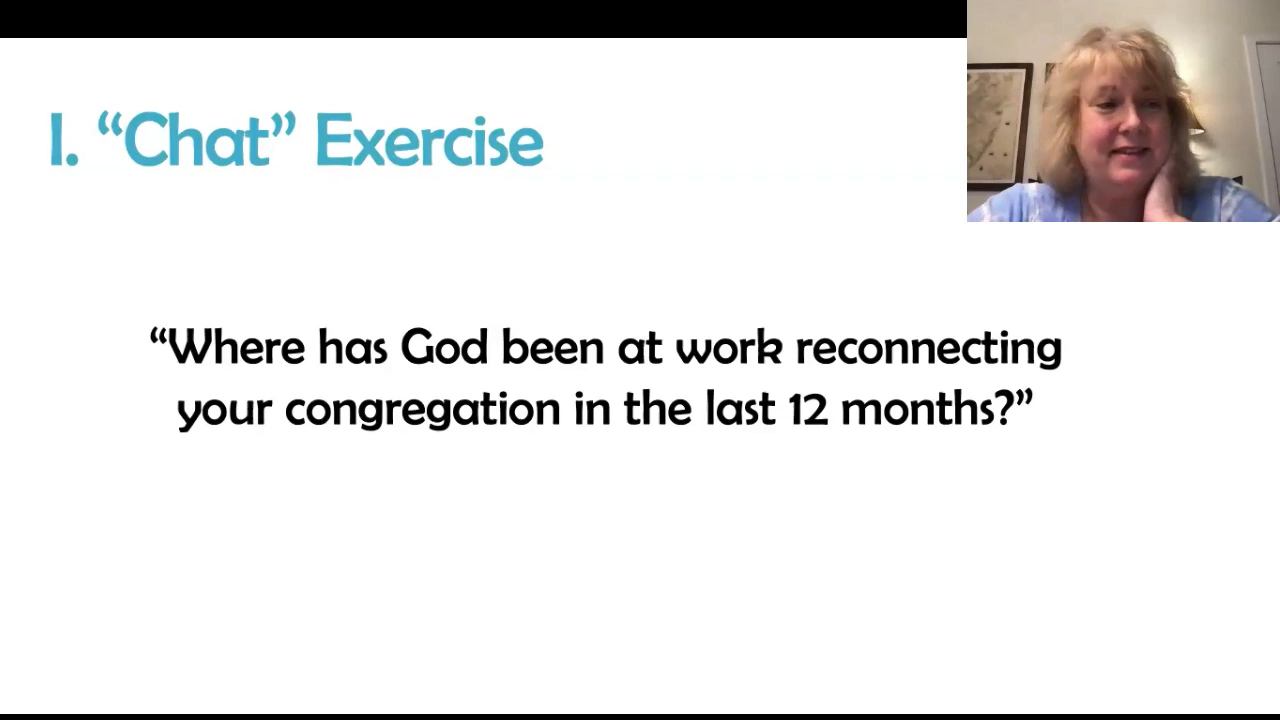 I. “Chat” Exercise
“Where has God been at work reconnecting
your congregation in the last 12 months?”